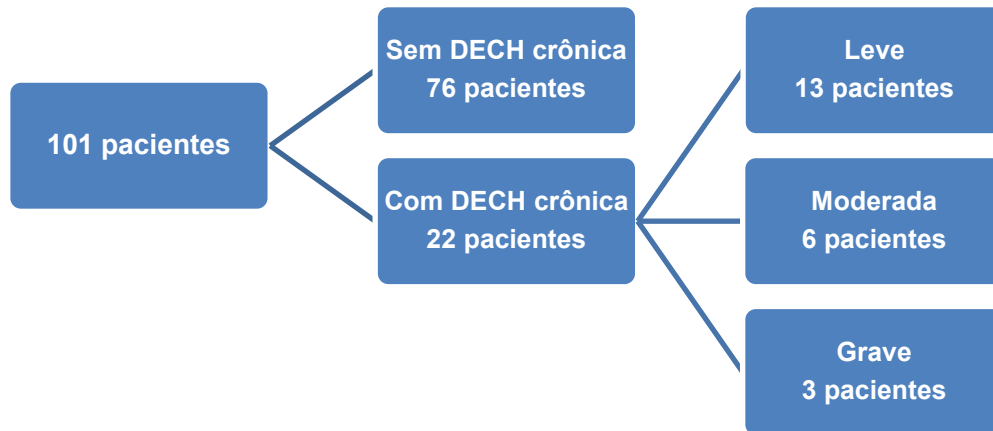 101 pacientes
Sem DECH crônica
76 pacientes
Com DECH crônica
22 pacientes
Leve
13 pacientes
Moderada
6 pacientes
Grave
3 pacientes